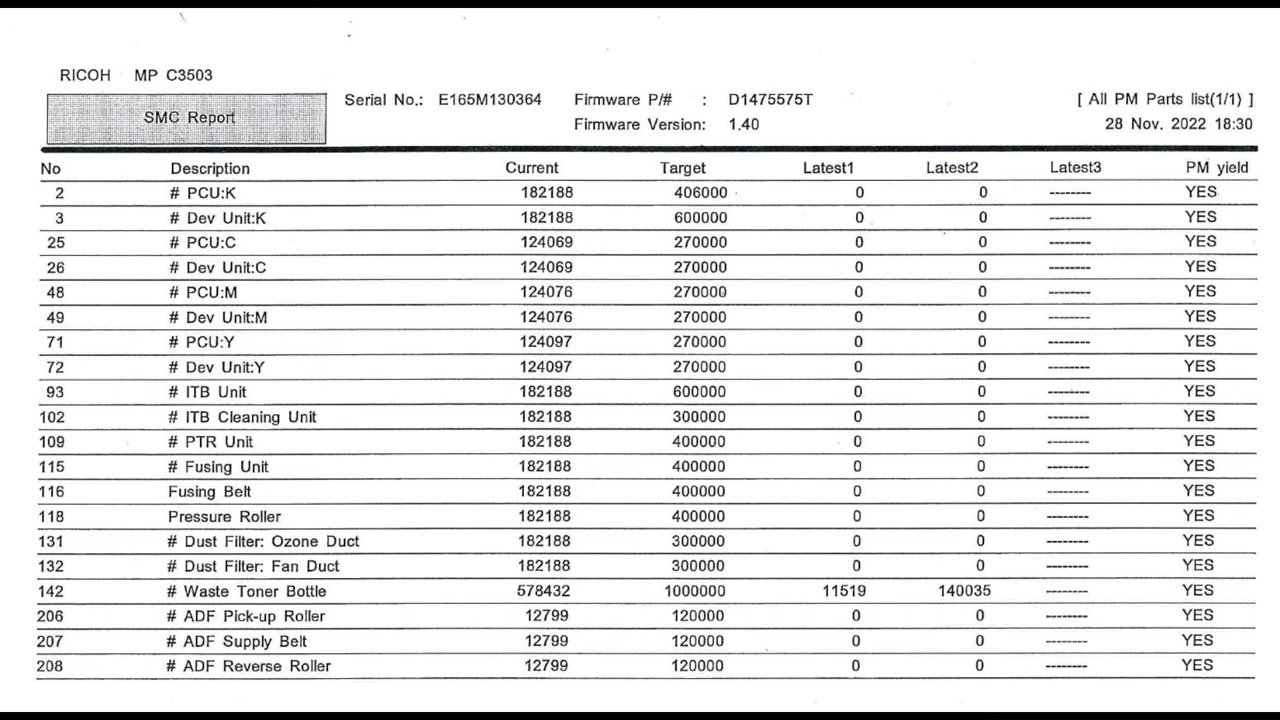 RICOH MP C3503
SMC Report
Serial No.: E165M130364 Firmware P/# : D1475575T [ All PM Parts list(1/1) ]
Firmware Version: 1.40 28 Nov. 2022 18:30
No Description Current Target Latest1 Latest2 Latest3 PM yield
2 # PCU:K 182188 406000 0 0 -------- YES
3 # Dev Unit:K 182188 600000 0 0 -------- YES
25 # PCU:C 124069 270000 0 0 -------- YES
26 # Dev Unit:C 124069 270000 0 0 -------- YES
48 # PCU:M 124076 270000 0 0 -------- YES
49 # Dev Unit:M 124076 270000 0 0 -------- YES
71 # PCU:Y 124097 270000 0 0 -------- YES
72 # Dev Unit:Y 124097 270000 0 0 -------- YES
93 # ITB Unit 182188 600000 0 0 -------- YES
102 # ITB Cleaning Unit 182188 300000 0 0 -------- YES
109 # PTR Unit 182188 400000 0 0 -------- YES
115 # Fusing Unit 182188 400000 0 0 -------- YES
116 Fusing Belt 182188 400000 0 0 -------- YES
118 Pressure Roller 182188 400000 0 0 -------- YES
131 # Dust Filter: Ozone Duct 182188 300000 0 0 -------- YES
132 # Dust Filter: Fan Duct 182188 300000 0 0 -------- YES
142 # Waste Toner Bottle 578432 1000000 11519 140035 -------- YES
206 # ADF Pick-up Roller 12799 120000 0 0 -------- YES
207 # ADF Supply Belt 12799 120000 0 0 -------- YES
208 # ADF Reverse Roller 12799 120000 0 0 -------- YES